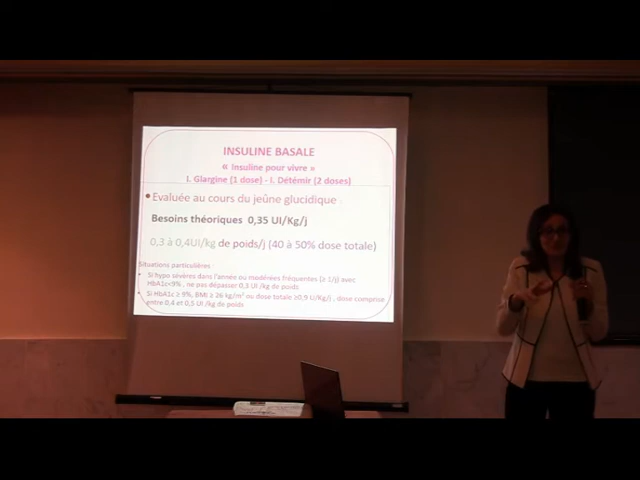 INSULINE BASALE
« Insuline pour vivre »
I. Glargine (1 dose) - I. Détémir (2 doses)
• Evaluée au cours du jeûne glucidique :
Besoins théoriques 0,35 UI/Kg/j
0,3 à 0,4UI/kg de poids/j (40 à 50% dose totale)
Situations particulières :
• Si hypo sévères dans l'année ou modérées fréquentes (≥ 1/j) avec
HbA1c<9% , ne pas dépasser 0,3 UI /kg de poids
• Si HbA1c ≥ 9%, BMI ≥ 26 kg/m² ou dose totale ≥0,9 U/Kg/j , dose comprise
entre 0,4 et 0,5 UI /kg de poids